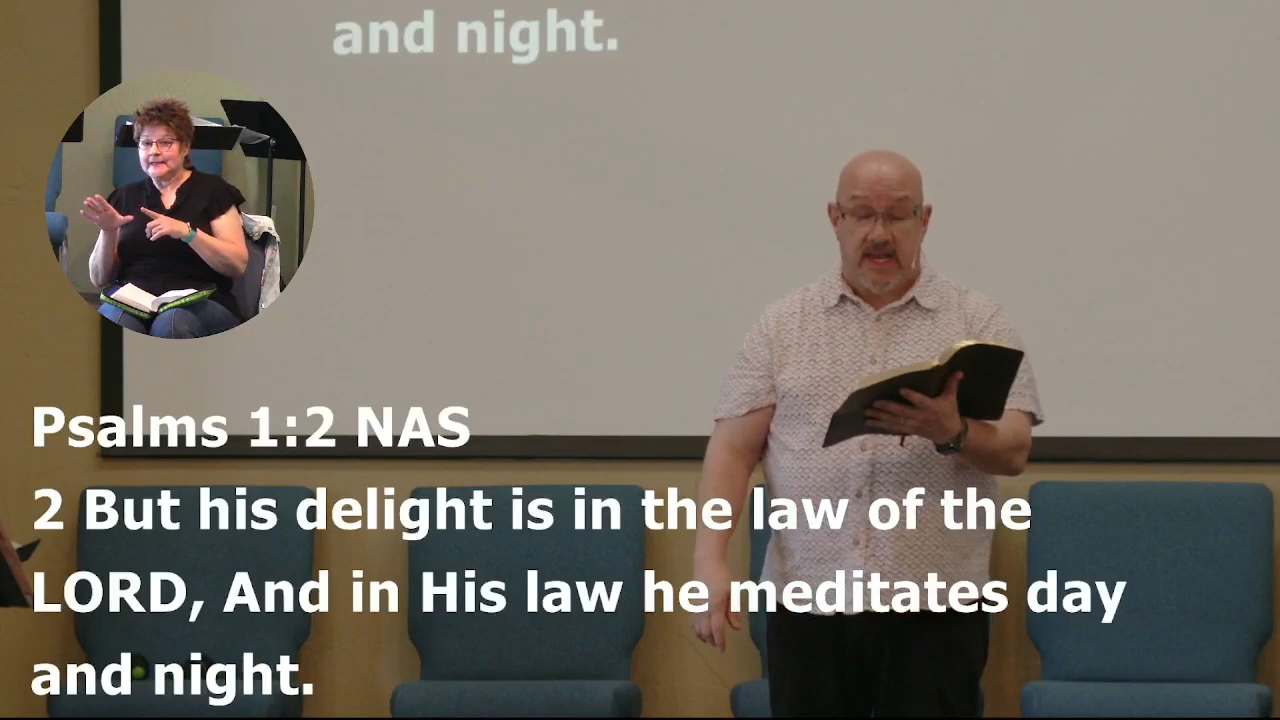 and night.
Psalms 1:2 NAS
2 But his delight is in the law of the
LORD, And in His law he meditates day
and night.